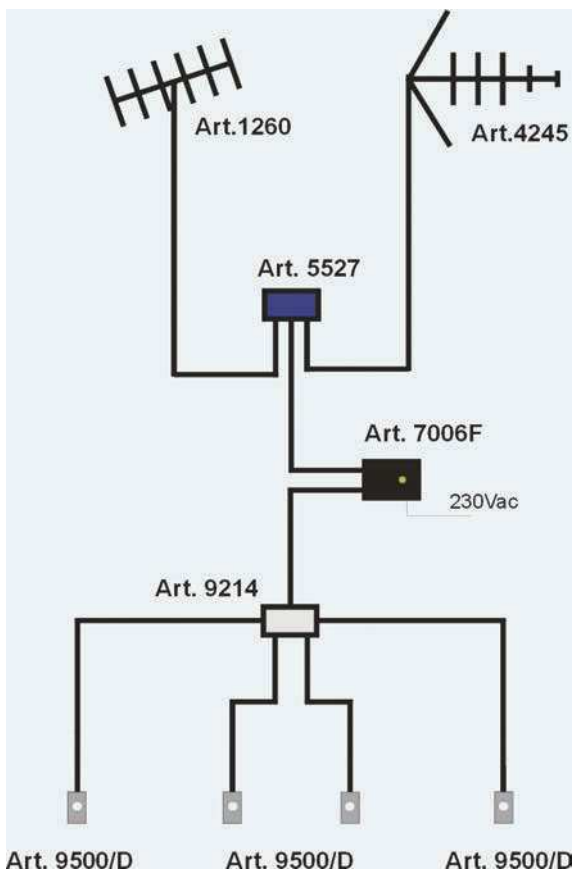 Art.1260
Art.4245
Art. 5527
Art. 7006F
230Vac
Art. 9214
Art. 9500/D
Art. 9500/D
Art. 9500/D